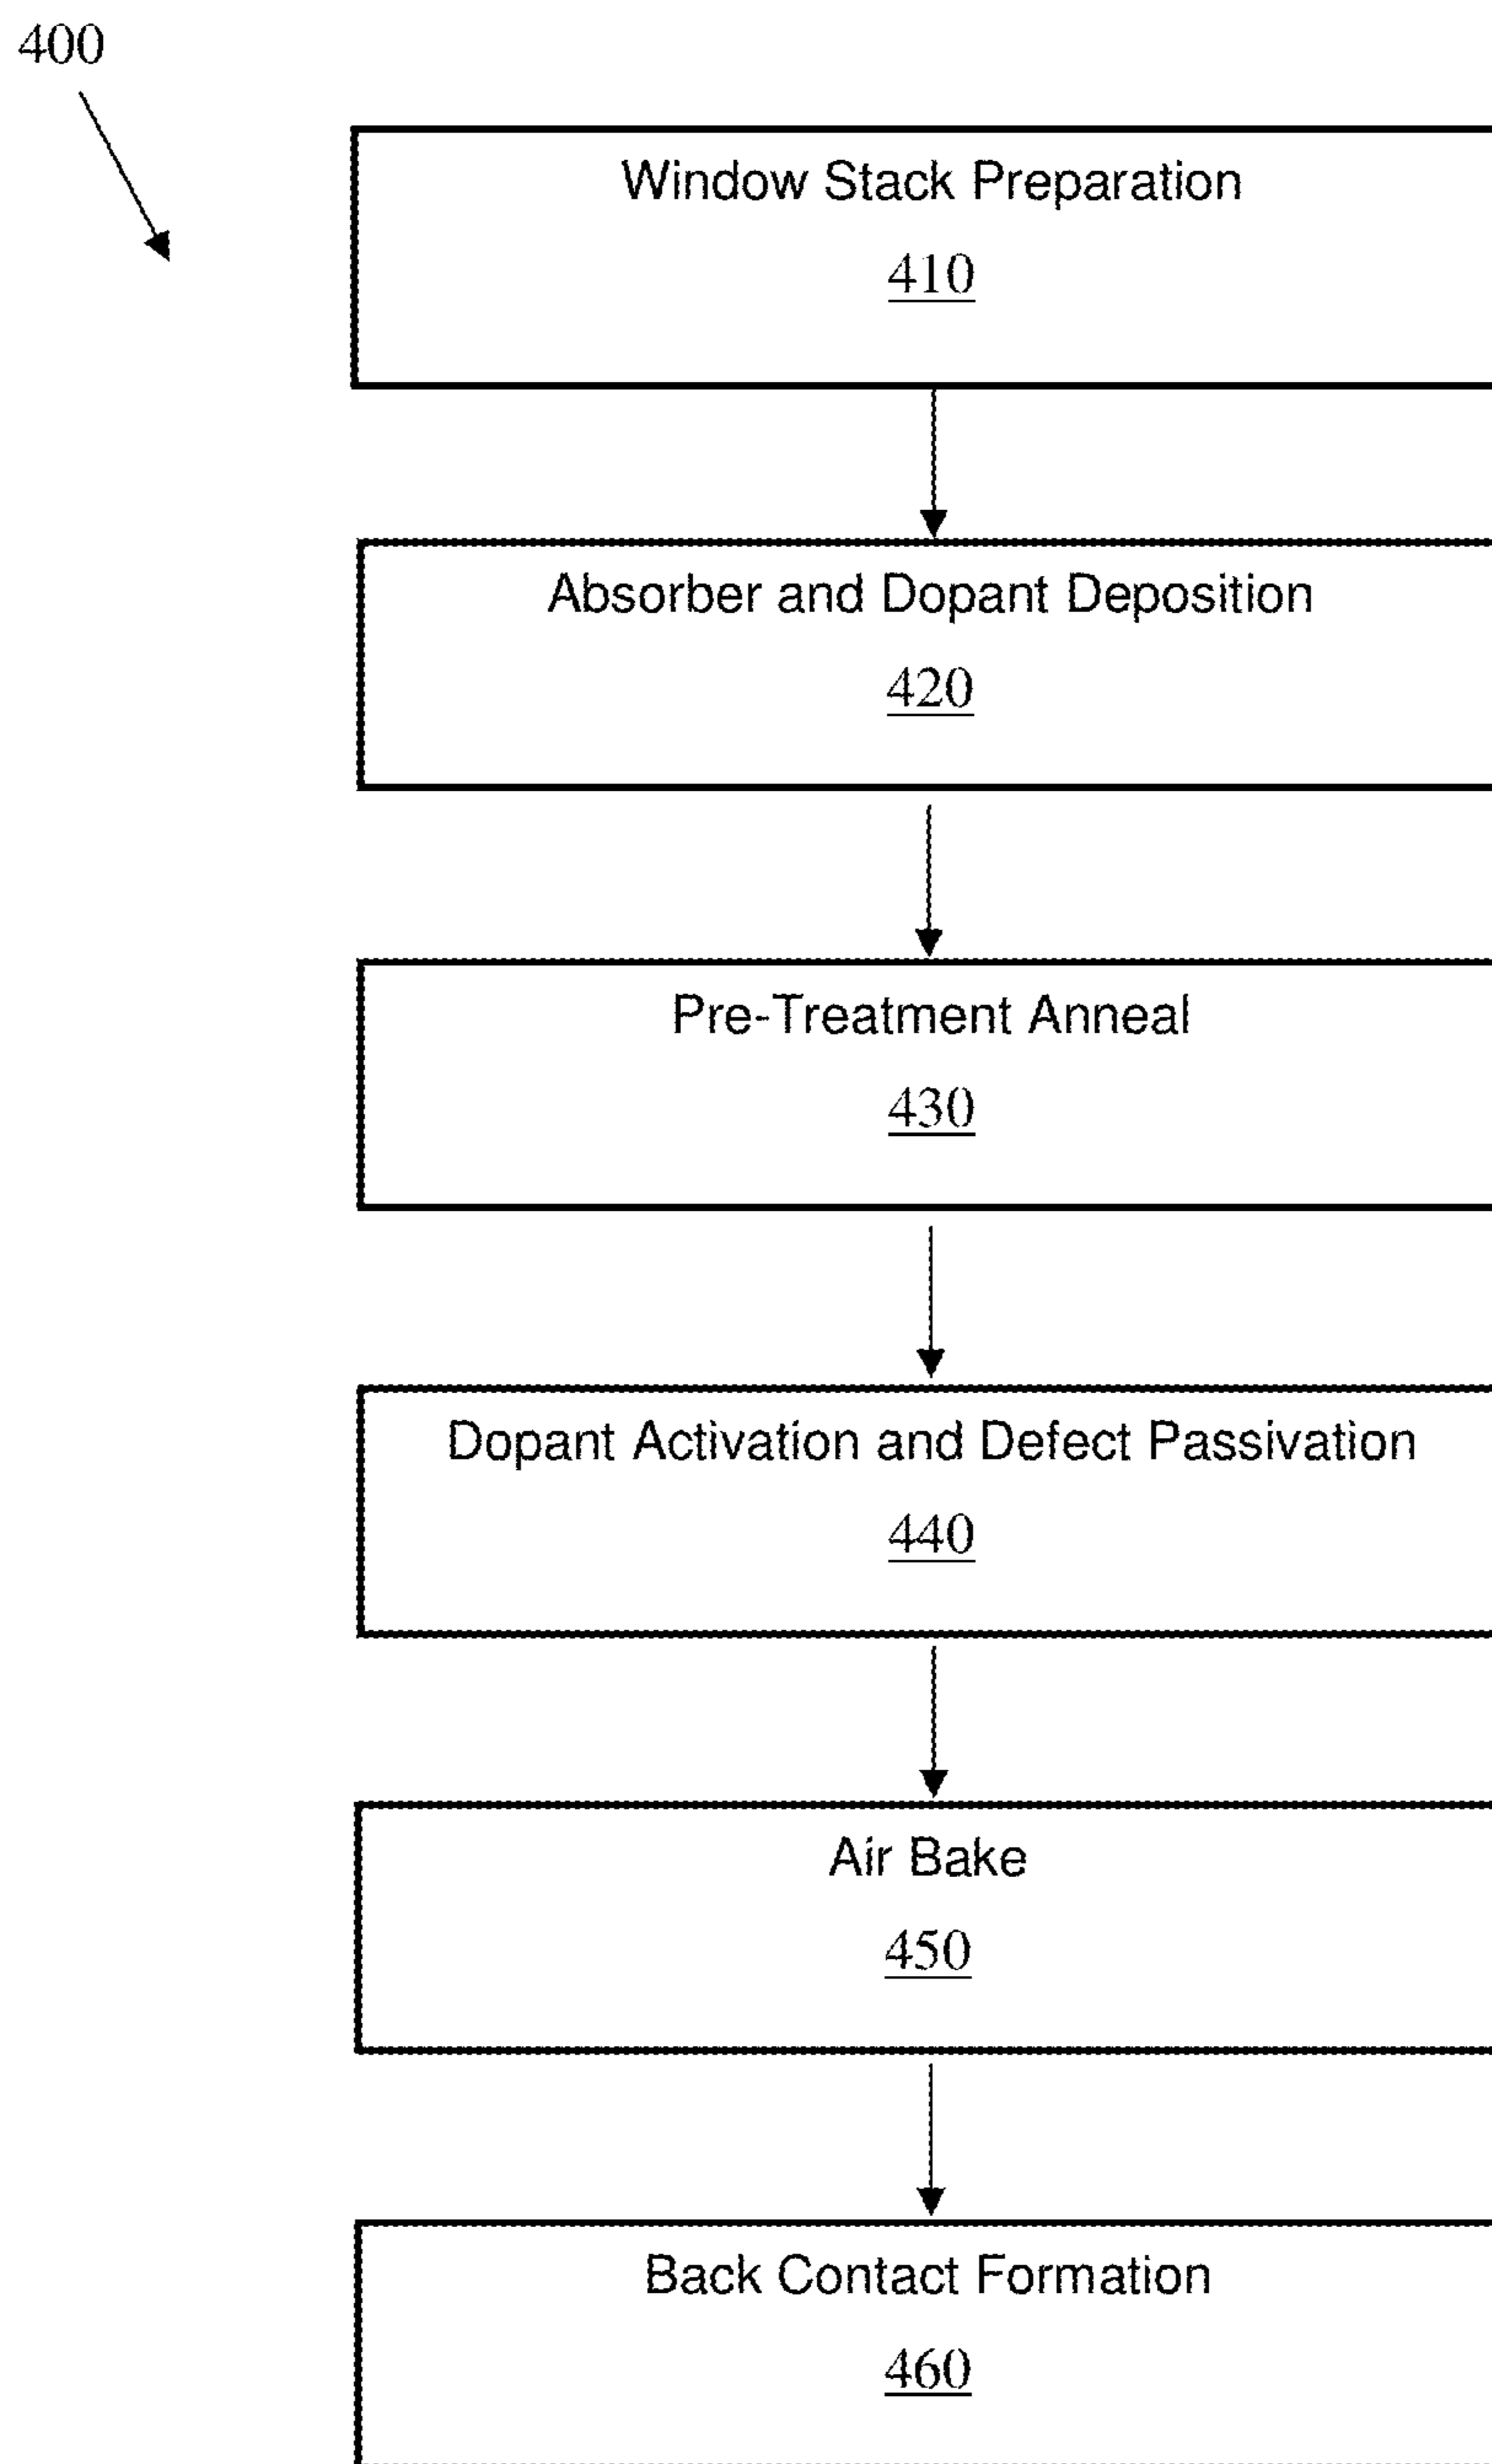 400
Window Stack Preparation
410
Absorber and Dopant Deposition
420
Pre-Treatment Anneal
430
Dopant Activation and Defect Passivation
440
Air Bake
450
Back Contact Formation
460